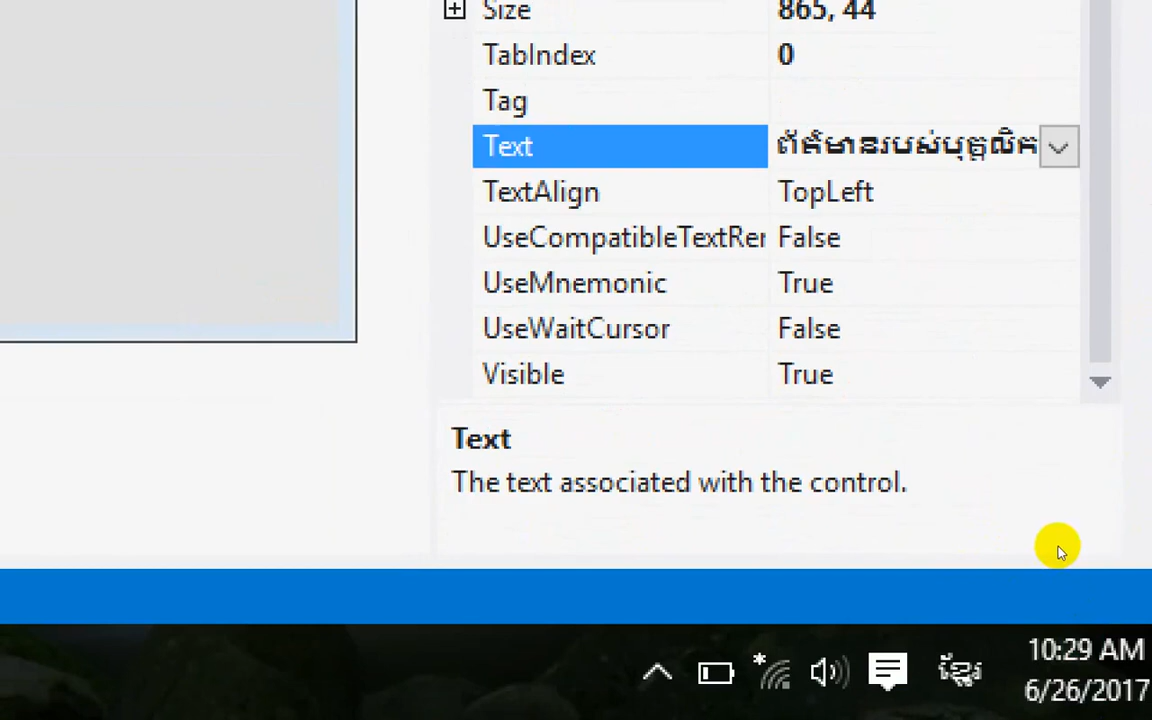 Size 865, 44
TabIndex 0
Tag
Text ព័ត៌មានរបស់បុគ្គលិក
TextAlign TopLeft
UseCompatibleTextRer False
UseMnemonic True
UseWaitCursor False
Visible True
Text
The text associated with the control.
ខ្មែរ 10:29 AM
6/26/2017